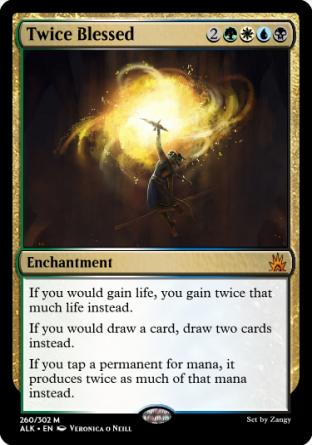 Twice Blessed 2
Enchantment
If you would gain life, you gain twice that
much life instead.
If you would draw a card, draw two cards
instead.
If you tap a permanent for mana, it
produces twice as much of that mana
instead.
260/302 M
ALK • EN Veronica o Neill
Set by Zangy